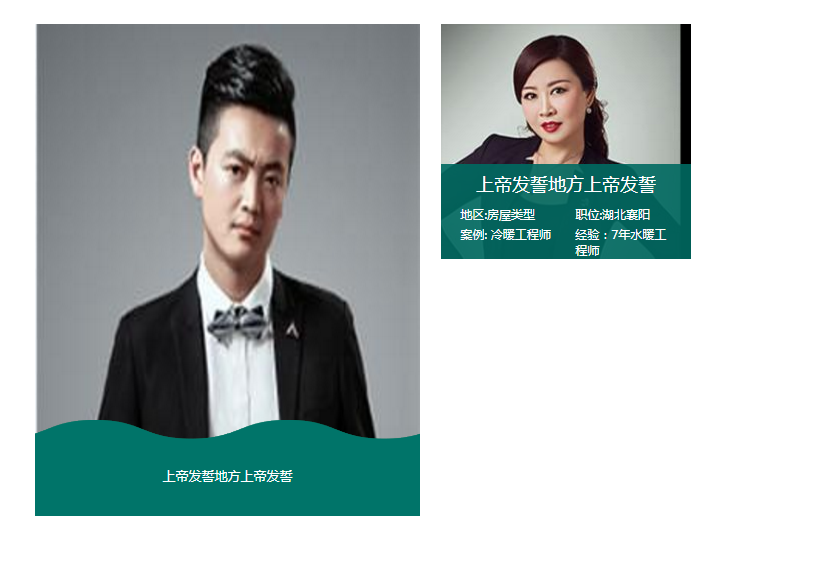 上帝发誓地方上帝发誓
上帝发誓地方上帝发誓
地区:房屋类型
职位:湖北襄阳
案例: 冷暖工程师
经验：7年水暖工
程师